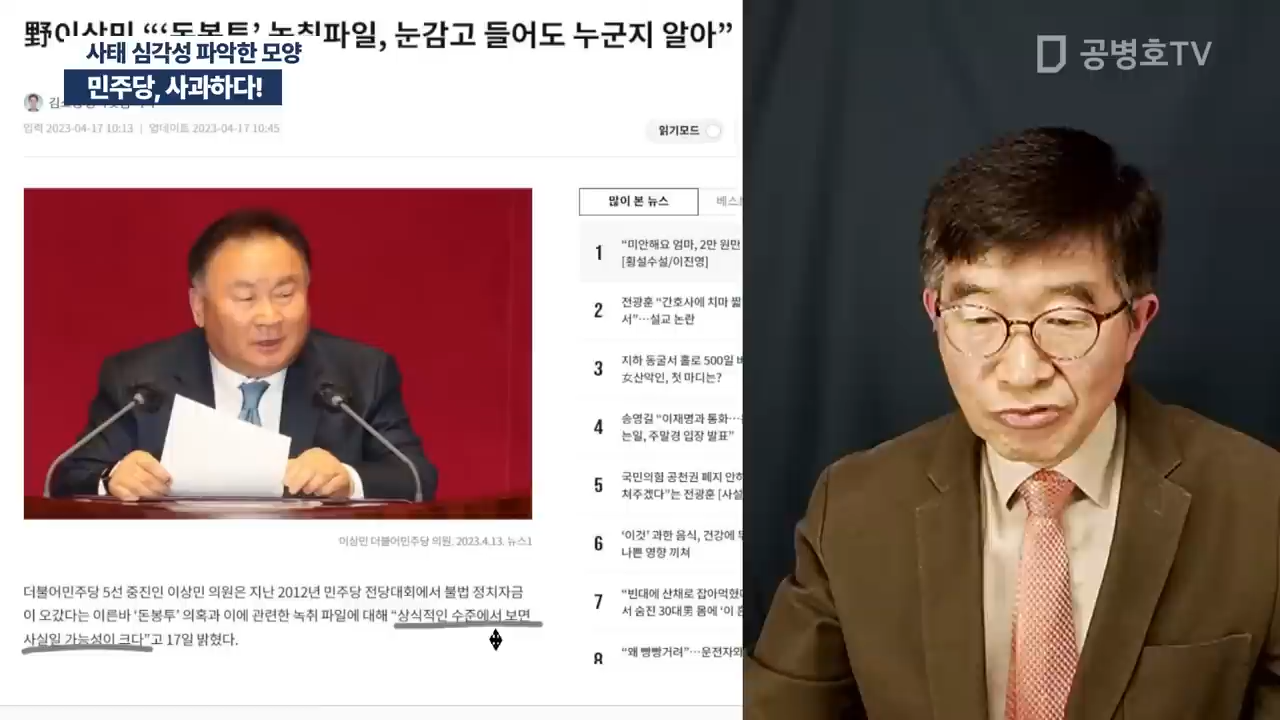 野이상민 “‘돈봉투’ 녹취파일, 눈감고 들어도 누군지 알아”
사태 심각성 파악한 모양
민주당, 사과하다!
공병호TV
입력 2023-04-17 10:13 | 업데이트 2023-04-17 10:45
읽기모드
많이 본 뉴스
1 “미안해요 엄마, 2만 원만
[횡설수설/이진영]
2 전광훈 “간호사에 치마 짧
서”…설교 논란
3 지하 동굴서 홀로 500일
女산악인, 첫 마디는?
4 송영길 “이재명과 통화…
는일, 주말경 입장 발표”
5 국민의힘 공천권 폐지 안하
쳐주겠다”는 전광훈 [사설
6 ‘이것’ 과한 음식, 건강에
나쁜 영향 끼쳐
7 “빈대에 산채로 잡아먹혔
서 숨진 30대男 몸에 ‘이
8 “왜 빵빵거려”…운전자와
이상민 더불어민주당 의원. 2023.4.13. 뉴스1
더불어민주당 5선 중진인 이상민 의원은 지난 2012년 민주당 전당대회에서 불법 정치자금
이 오갔다는 이른바 ‘돈봉투’ 의혹과 이에 관련한 녹취 파일에 대해 “상식적인 수준에서 보면
사실일 가능성이 크다”고 17일 밝혔다.